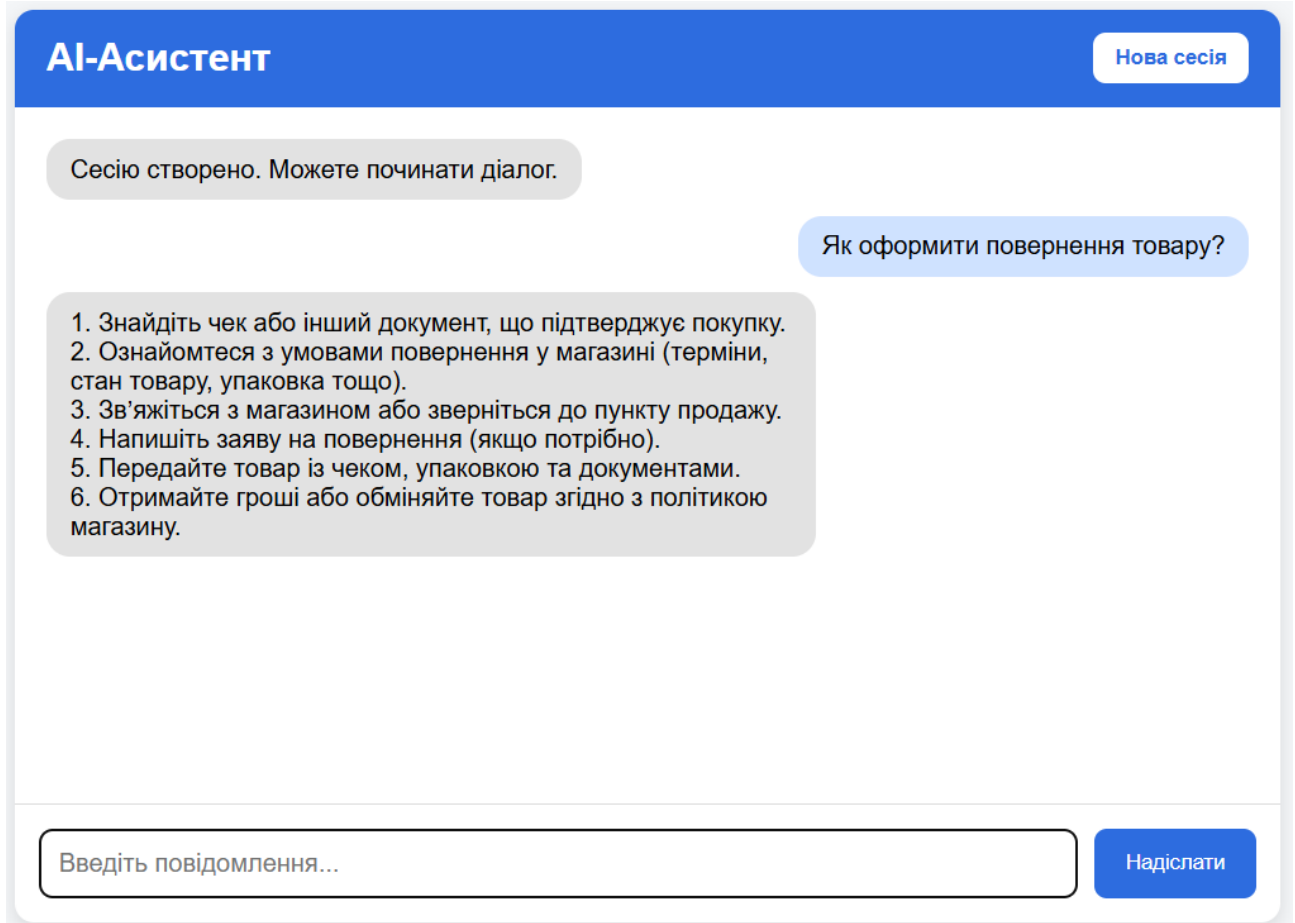 AI-Асистент
Нова сесія
Сесію створено. Можете починати діалог.
Як оформити повернення товару?
1. Знайдіть чек або інший документ, що підтверджує покупку.
2. Ознайомтеся з умовами повернення у магазині (терміни,
стан товару, упаковка тощо).
3. Зв’яжіться з магазином або зверніться до пункту продажу.
4. Напишіть заяву на повернення (якщо потрібно).
5. Передайте товар із чеком, упаковкою та документами.
6. Отримайте гроші або обміняйте товар згідно з політикою
магазину.
Введіть повідомлення...
Надіслати